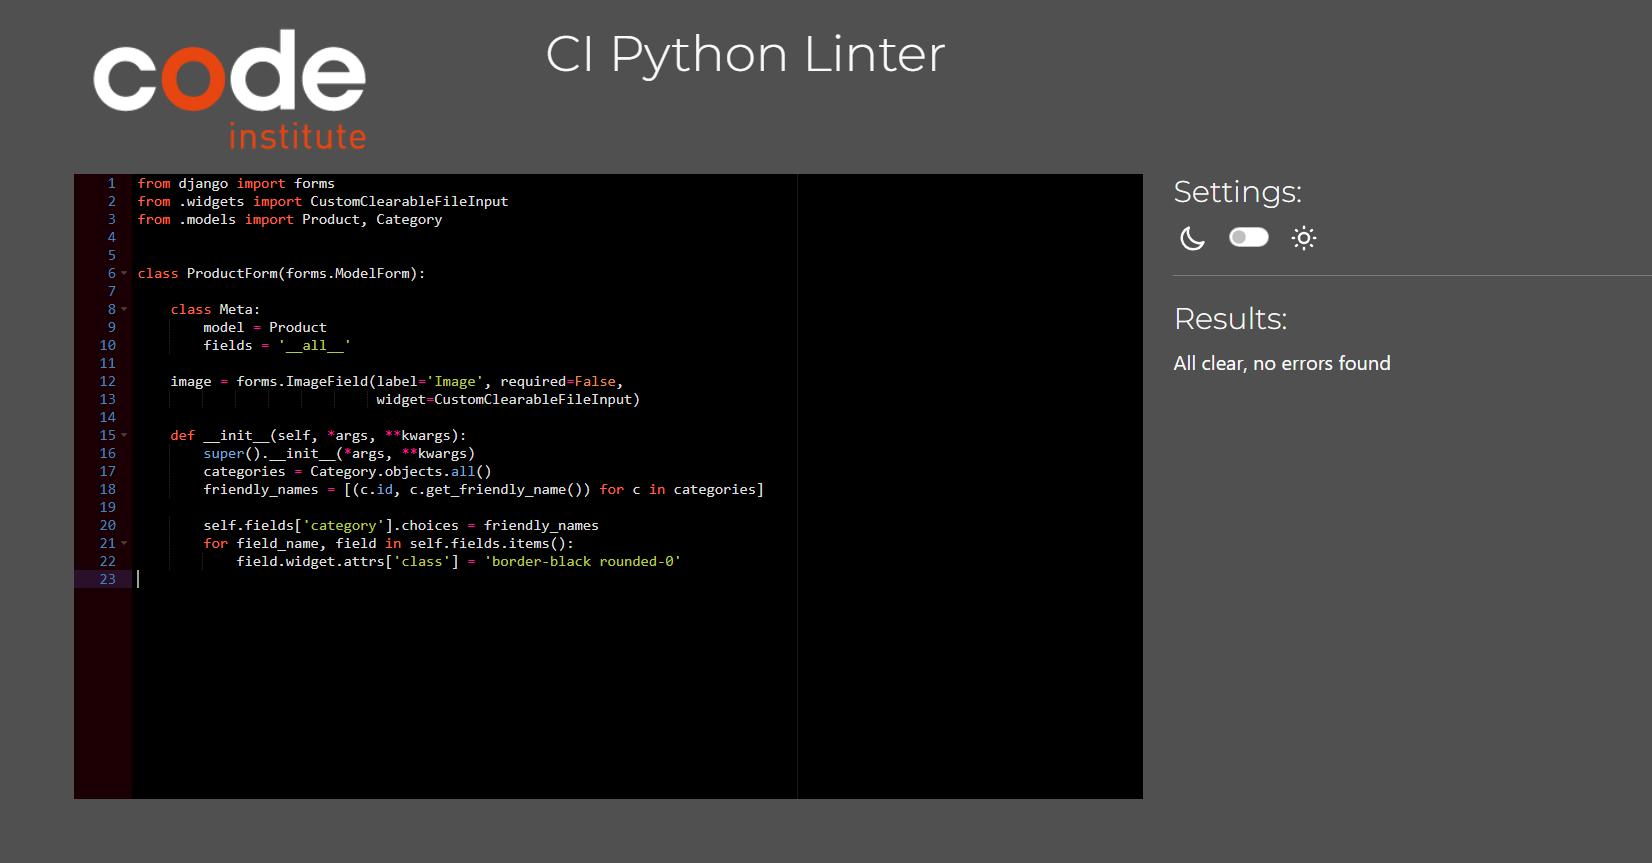 code
institute
CI Python Linter
1 from django import forms
2 from .widgets import CustomClearableFileInput
3 from .models import Product, Category
4
5
6 class ProductForm(forms.ModelForm):
7
8     class Meta:
9         model = Product
10         fields = '__all__'
11
12     image = forms.ImageField(label='Image', required=False,
13                              widget=CustomClearableFileInput)
14
15     def __init__(self, *args, **kwargs):
16         super().__init__(*args, **kwargs)
17         categories = Category.objects.all()
18         friendly_names = [(c.id, c.get_friendly_name()) for c in categories]
19
20         self.fields['category'].choices = friendly_names
21         for field_name, field in self.fields.items():
22             field.widget.attrs['class'] = 'border-black rounded-0'
23
Settings:
Results:
All clear, no errors found